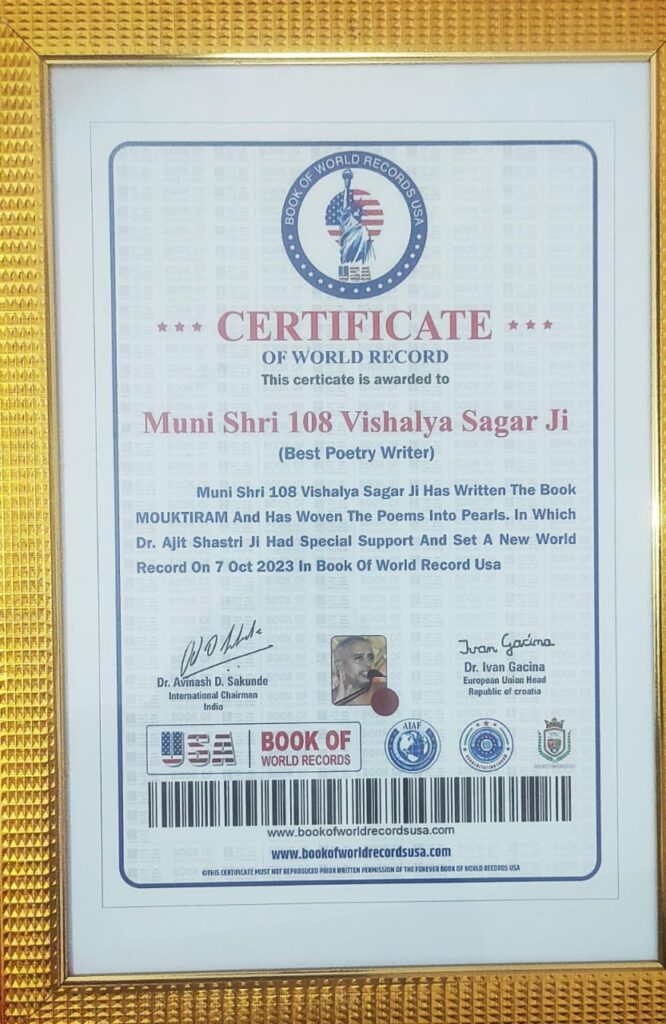 BOOK OF WORLD RECORDS USA
USA
CERTIFICATE
OF WORLD RECORD
This certicate is awarded to
Muni Shri 108 Vishalya Sagar Ji
(Best Poetry Writer)
Muni Shri 108 Vishalya Sagar Ji Has Written The Book
MOUKTIRAM And Has Woven The Poems Into Pearls. In Which
Dr. Ajit Shastri Ji Had Special Support And Set A New World
Record On 7 Oct 2023 In Book Of World Record Usa
Dr. Avinash D. Sakunde
International Chairman
India
Ivan Gacina
Dr. Ivan Gacina
European Union Head
Republic of croatia
USA
BOOK OF
WORLD RECORDS
AIAF
www.bookofworldrecordsusa.com
www.bookofworldrecordsusa.com
©THIS CERTIFICATE MUST NOT REPRODUCED PRIOR WRITTEN PERMISSION OF THE FOREVER BOOK OF WORLD RECORDS USA